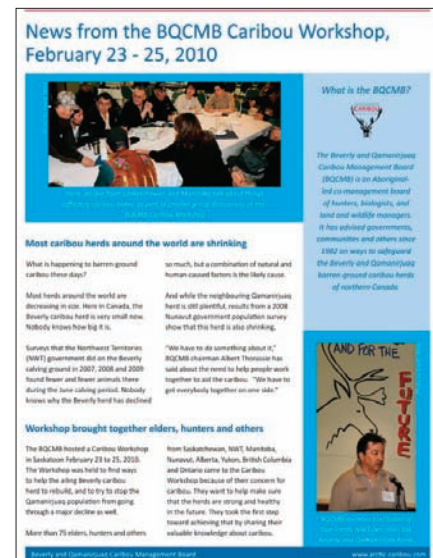 News from the BQCMB Caribou Workshop,
February 23 - 25, 2010
What is the BQCMB?
CARIBOU
The Beverly and Qamanirjuaq
Caribou Management Board
(BQCMB) is an Aboriginal-
led co-management board
of hunters, biologists, and
land and wildlife managers.
It has advised governments,
communities and others since
1982 on ways to safeguard
the Beverly and Qamanirjuaq
barren-ground caribou herds
of northern Canada.
Most caribou herds around the world are shrinking
What is happening to barren-ground
caribou these days?
Most herds around the world are
decreasing in size. Here in Canada, the
Beverly caribou herd is very small now.
Nobody knows how big it is.
Surveys that the Northwest Territories
(NWT) government did on the Beverly
calving ground in 2007, 2008 and 2009
found fewer and fewer animals there
during the June calving period. Nobody
knows why the Beverly herd has declined
so much, but a combination of natural and
human-caused factors is the likely cause.
And while the neighbouring Qamanirjuaq
herd is still plentiful, results from a 2008
Nunavut government population survey
show that this herd is also shrinking.
"We have to do something about it,"
BQCMB chairman Albert Thorassie has
said about the need to help people work
together to aid the caribou. "We have to
get everybody together on one side."
AND FOR THE
FUTURE
Workshop brought together elders, hunters and others
The BQCMB hosted a Caribou Workshop
in Saskatoon February 23 to 25, 2010.
The Workshop was held to find ways
to help the ailing Beverly caribou
herd to rebuild, and to try to stop the
Qamanirjuaq population from going
through a major decline as well.
More than 75 elders, hunters and others
from Saskatchewan, NWT, Manitoba,
Nunavut, Alberta, Yukon, British Columbia
and Ontario came to the Caribou
Workshop because of their concern for
caribou. They want to help make sure
that the herds are strong and healthy
in the future. They took the first step
toward achieving that by sharing their
valuable knowledge about caribou.
Beverly and Qamanirjuaq Caribou Management Board
www.arctic-caribou.com